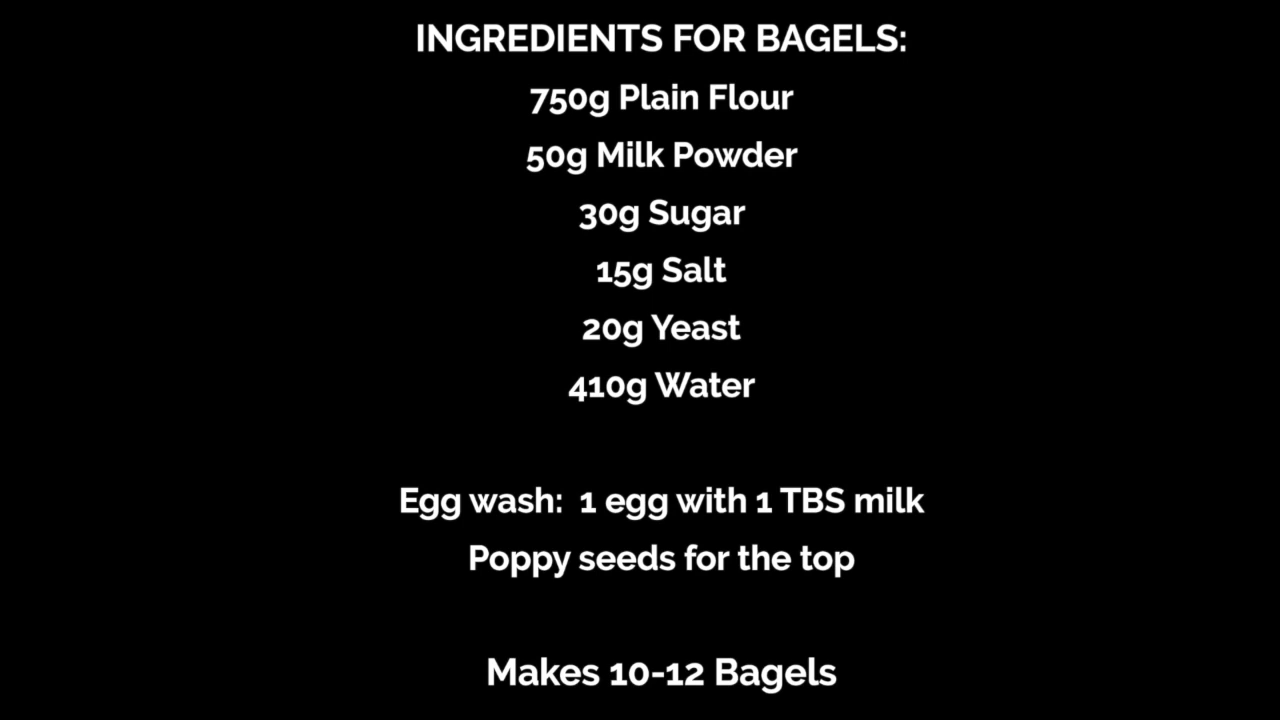 INGREDIENTS FOR BAGELS:
750g Plain Flour
50g Milk Powder
30g Sugar
15g Salt
20g Yeast
410g Water
Egg wash:  1 egg with 1 TBS milk
Poppy seeds for the top
Makes 10-12 Bagels